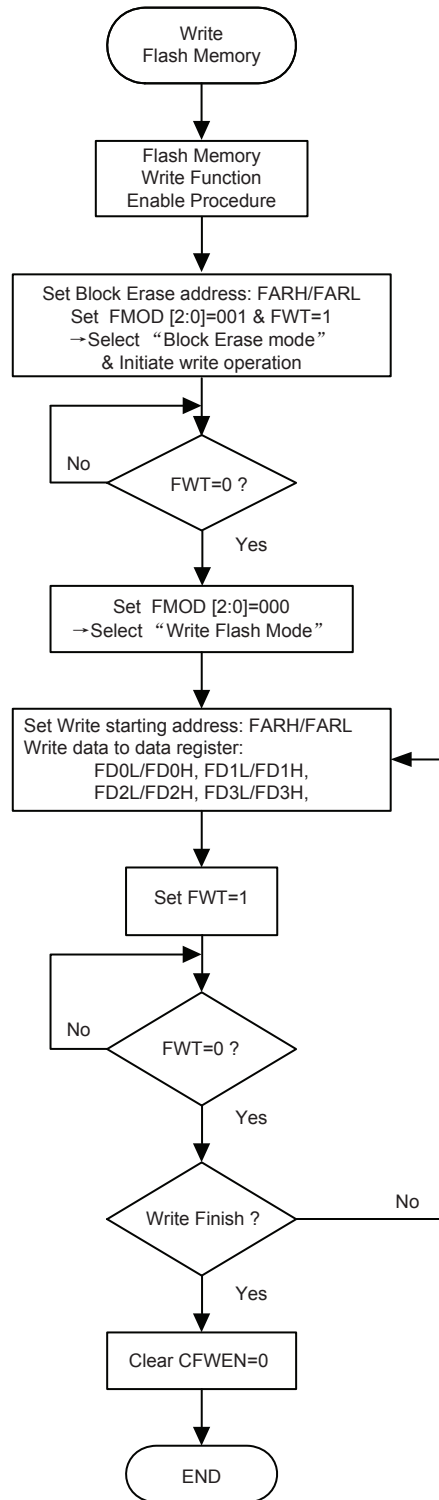 Write
Flash Memory
Flash Memory
Write Function
Enable Procedure
Set Block Erase address: FARH/FARL
Set FMOD [2:0]=001 & FWT=1
→Select “Block Erase mode”
& Initiate write operation
No
FWT=0 ?
Yes
Set FMOD [2:0]=000
→Select “Write Flash Mode”
Set Write starting address: FARH/FARL
Write data to data register:
FD0L/FD0H, FD1L/FD1H,
FD2L/FD2H, FD3L/FD3H,
Set FWT=1
No
FWT=0 ?
Yes
Write Finish ?
No
Yes
Clear CFWEN=0
END